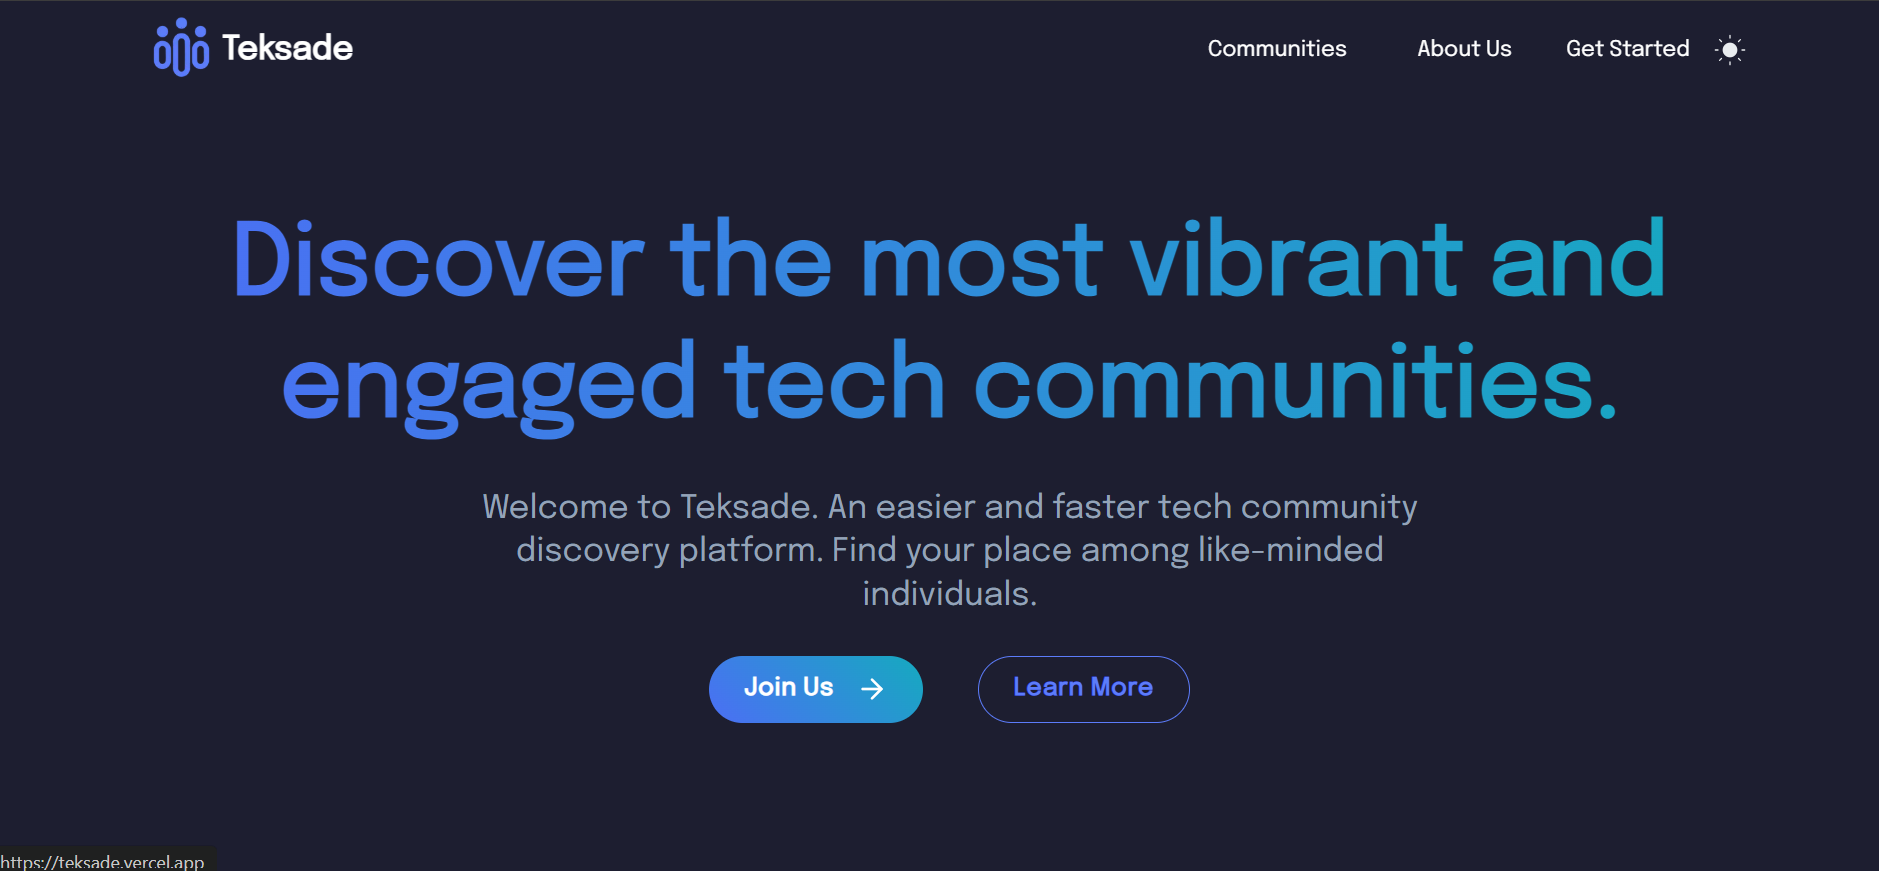 Teksade
Communities
About Us
Get Started
Discover the most vibrant and
engaged tech communities.
Welcome to Teksade. An easier and faster tech community
discovery platform. Find your place among like-minded
individuals.
Join Us
Learn More
https://teksade.vercel.app